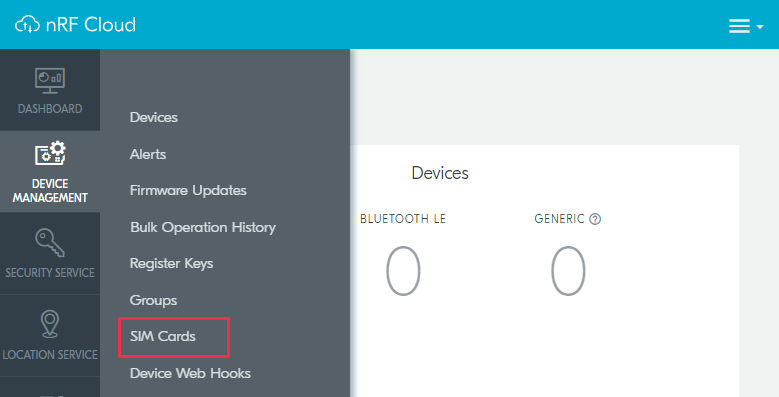 nRF Cloud
DASHBOARD
DEVICE
MANAGEMENT
SECURITY SERVICE
LOCATION SERVICE
Devices
Alerts
Firmware Updates
Bulk Operation History
Register Keys
Groups
SIM Cards
Device Web Hooks
Devices
BLUETOOTH LE
GENERIC ?
0
0